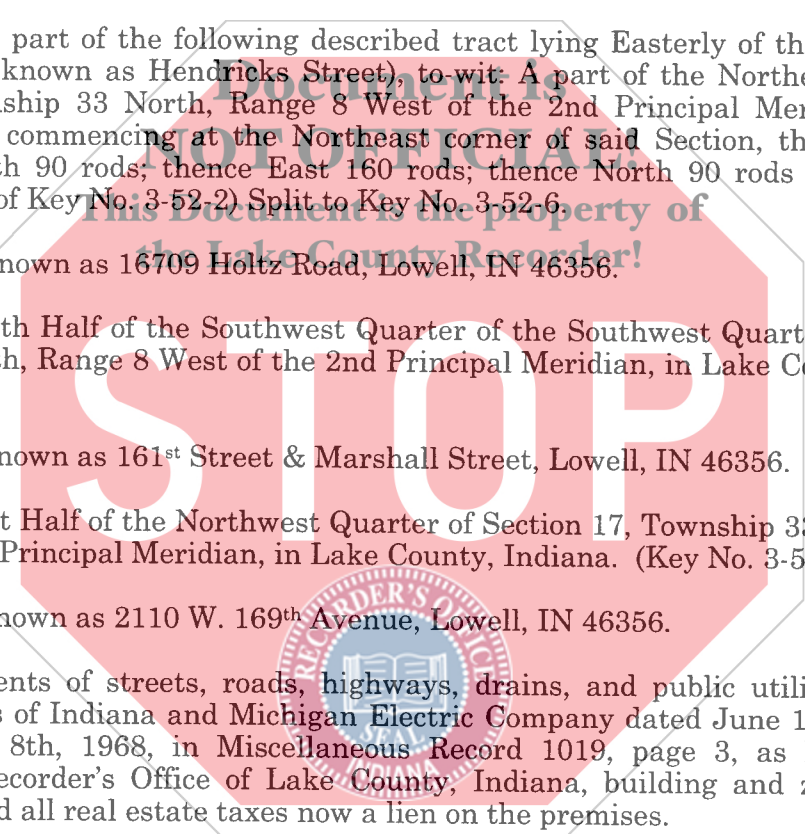 part of the following described tract lying Easterly of th
known as Hendricks Street), to-wit: A part of the Northe
Document is
nship 33 North, Range 8 West of the 2nd Principal Mer
commencing at the Northeast corner of said Section, th
NOT OFFICIAL!
th 90 rods; thence East 160 rods; thence North 90 rods
of Key No. 3-52-2) Split to Key No. 3-52-6.
This Document is the property of
the Lake County Recorder!
nown as 16709 Holtz Road, Lowell, IN 46356.
th Half of the Southwest Quarter of the Southwest Quart
h, Range 8 West of the 2nd Principal Meridian, in Lake Co
STOP
nown as 161st Street & Marshall Street, Lowell, IN 46356.
t Half of the Northwest Quarter of Section 17, Township 33
Principal Meridian, in Lake County, Indiana. (Key No. 3-5
RECORDER'S OFFICE
nown as 2110 W. 169th Avenue, Lowell, IN 46356.
ents of streets, roads, highways, drains, and public utili
s of Indiana and Michigan Electric Company dated June 1
SEAL
8th, 1968, in Miscellaneous Record 1019, page 3, as
INDIANA
ecorder's Office of Lake County, Indiana, building and z
d all real estate taxes now a lien on the premises.